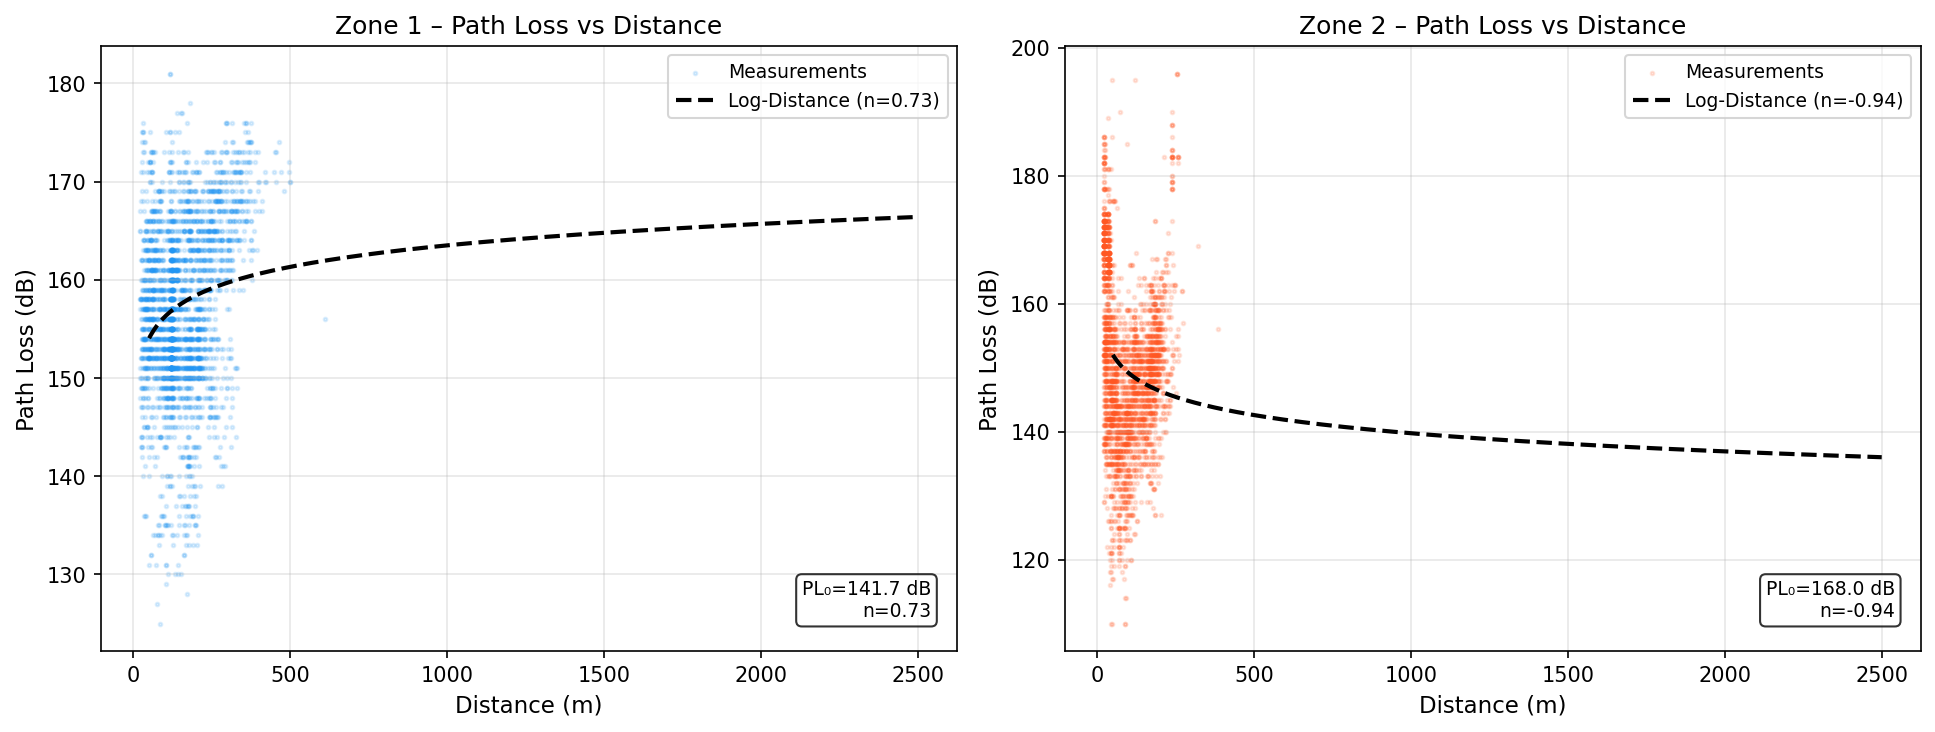 Zone 1 – Path Loss vs Distance
Measurements
Log-Distance (n=0.73)
180
170
160
150
140
130
Path Loss (dB)
PL₀=141.7 dB
n=0.73
0
500
1000
1500
2000
2500
Distance (m)
Zone 2 – Path Loss vs Distance
Measurements
Log-Distance (n=-0.94)
200
180
160
140
120
Path Loss (dB)
PL₀=168.0 dB
n=-0.94
0
500
1000
1500
2000
2500
Distance (m)